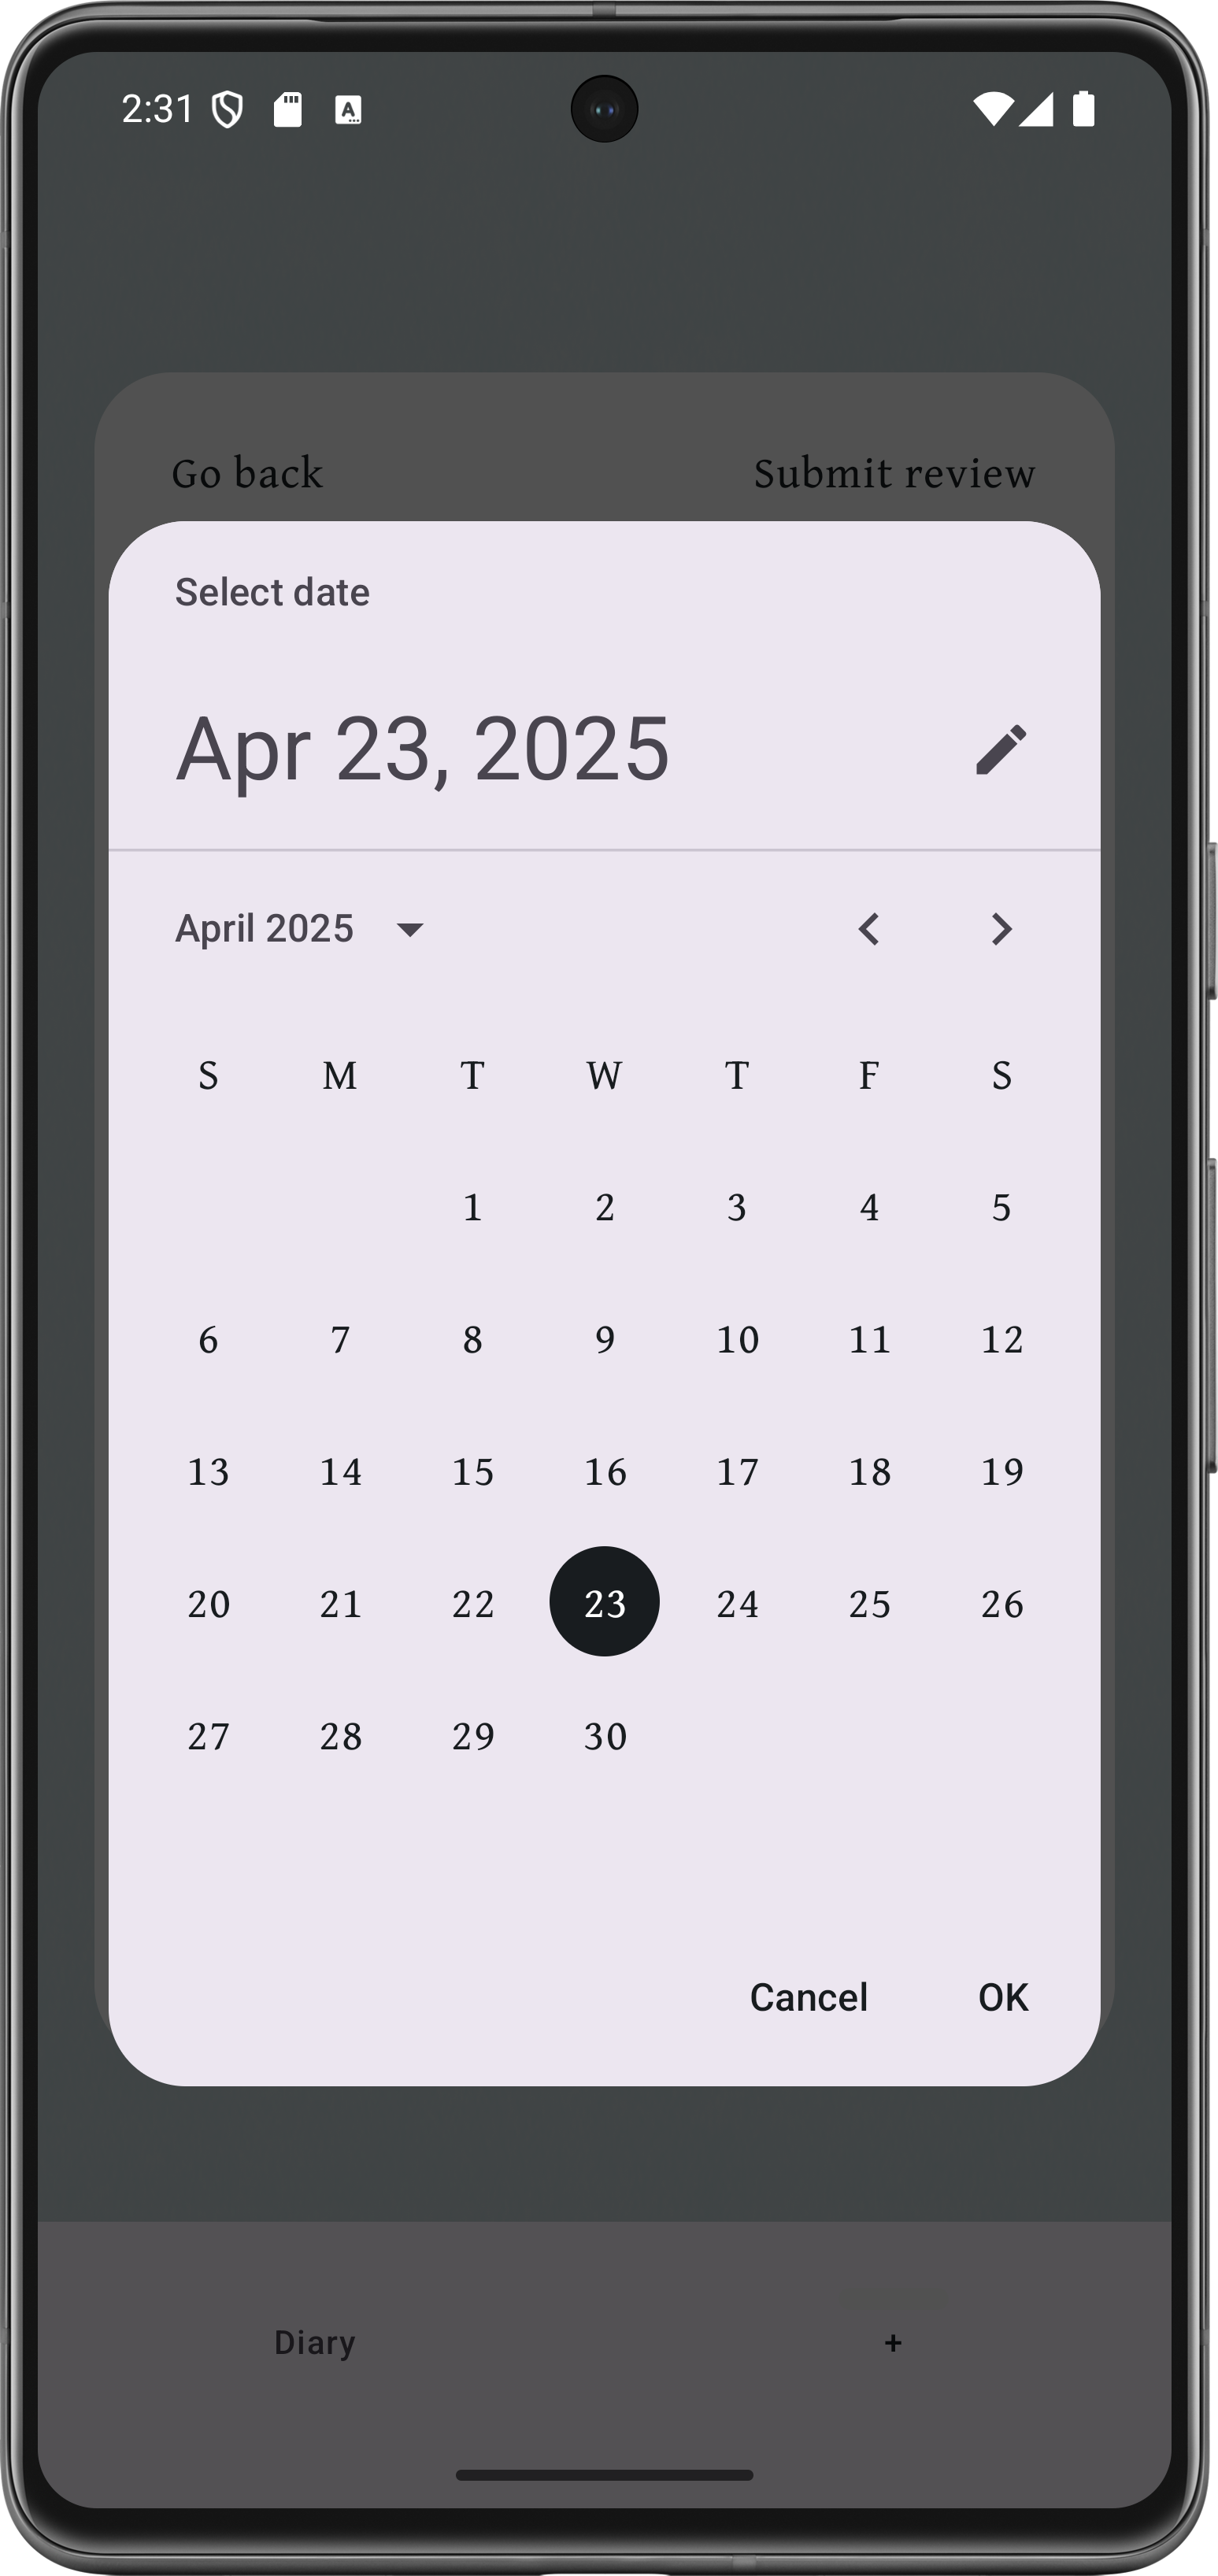 2:31
Go back Submit review
Select date
Apr 23, 2025
April 2025
S M T W T F S
1 2 3 4 5
6 7 8 9 10 11 12
13 14 15 16 17 18 19
20 21 22 23 24 25 26
27 28 29 30
Cancel OK
Diary +